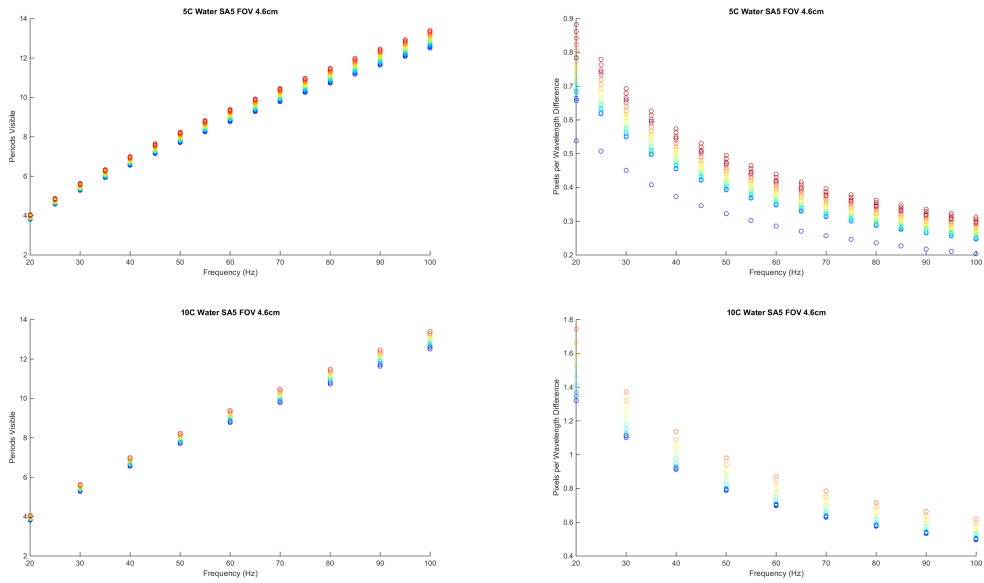 5C Water SA5 FOV 4.6cm
14
12
10
8
6
4
2
Periods Visible
20 30 40 50 60 70 80 90 100
Frequency (Hz)
5C Water SA5 FOV 4.6cm
0.9
0.8
0.7
0.6
0.5
0.4
0.3
0.2
Pixels per Wavelength Difference
20 30 40 50 60 70 80 90 100
Frequency (Hz)
10C Water SA5 FOV 4.6cm
14
12
10
8
6
4
2
Periods Visible
20 30 40 50 60 70 80 90 100
Frequency (Hz)
10C Water SA5 FOV 4.6cm
1.8
1.6
1.4
1.2
1
0.8
0.6
0.4
Pixels per Wavelength Difference
20 30 40 50 60 70 80 90 100
Frequency (Hz)